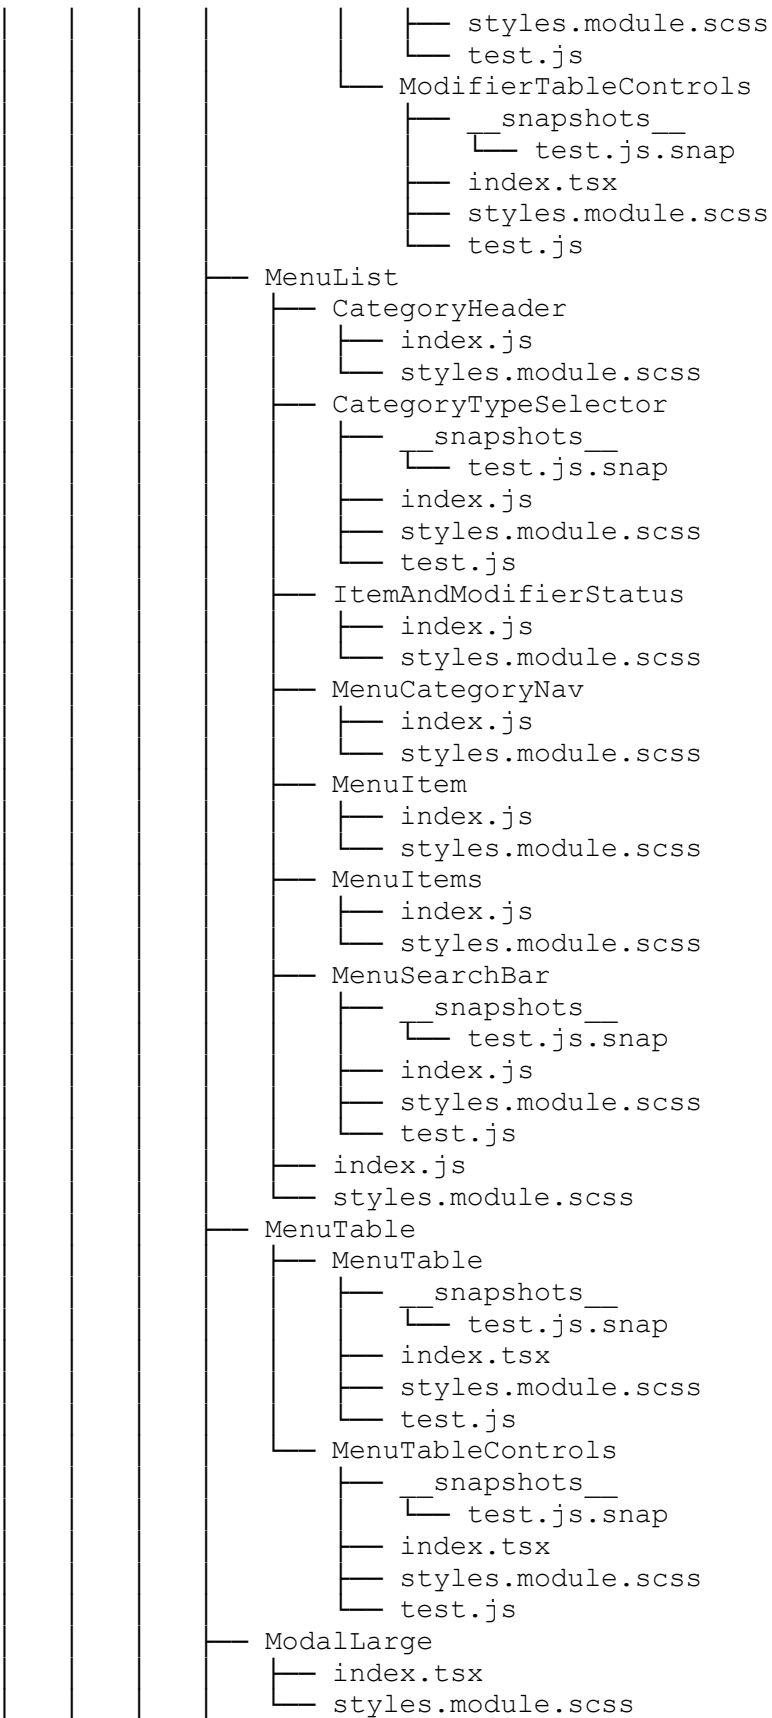 │   │   │   │       │   ├── styles.module.scss
│   │   │   │       │   └── test.js
│   │   │   │       └── ModifierTableControls
│   │   │   │           ├── __snapshots__
│   │   │   │           │   └── test.js.snap
│   │   │   │           ├── index.tsx
│   │   │   │           ├── styles.module.scss
│   │   │   │           └── test.js
│   │   │   ├── MenuList
│   │   │   │   ├── CategoryHeader
│   │   │   │   │   ├── index.js
│   │   │   │   │   └── styles.module.scss
│   │   │   │   ├── CategoryTypeSelector
│   │   │   │   │   ├── __snapshots__
│   │   │   │   │   │   └── test.js.snap
│   │   │   │   │   ├── index.js
│   │   │   │   │   ├── styles.module.scss
│   │   │   │   │   └── test.js
│   │   │   │   ├── ItemAndModifierStatus
│   │   │   │   │   ├── index.js
│   │   │   │   │   └── styles.module.scss
│   │   │   │   ├── MenuCategoryNav
│   │   │   │   │   ├── index.js
│   │   │   │   │   └── styles.module.scss
│   │   │   │   ├── MenuItem
│   │   │   │   │   ├── index.js
│   │   │   │   │   └── styles.module.scss
│   │   │   │   ├── MenuItems
│   │   │   │   │   ├── index.js
│   │   │   │   │   └── styles.module.scss
│   │   │   │   ├── MenuSearchBar
│   │   │   │   │   ├── __snapshots__
│   │   │   │   │   │   └── test.js.snap
│   │   │   │   │   ├── index.js
│   │   │   │   │   ├── styles.module.scss
│   │   │   │   │   └── test.js
│   │   │   │   ├── index.js
│   │   │   │   └── styles.module.scss
│   │   │   ├── MenuTable
│   │   │   │   ├── MenuTable
│   │   │   │   │   ├── __snapshots__
│   │   │   │   │   │   └── test.js.snap
│   │   │   │   │   ├── index.tsx
│   │   │   │   │   ├── styles.module.scss
│   │   │   │   │   └── test.js
│   │   │   │   └── MenuTableControls
│   │   │   │       ├── __snapshots__
│   │   │   │       │   └── test.js.snap
│   │   │   │       ├── index.tsx
│   │   │   │       ├── styles.module.scss
│   │   │   │       └── test.js
│   │   │   ├── ModalLarge
│   │   │   │   ├── index.tsx
│   │   │   │   └── styles.module.scss